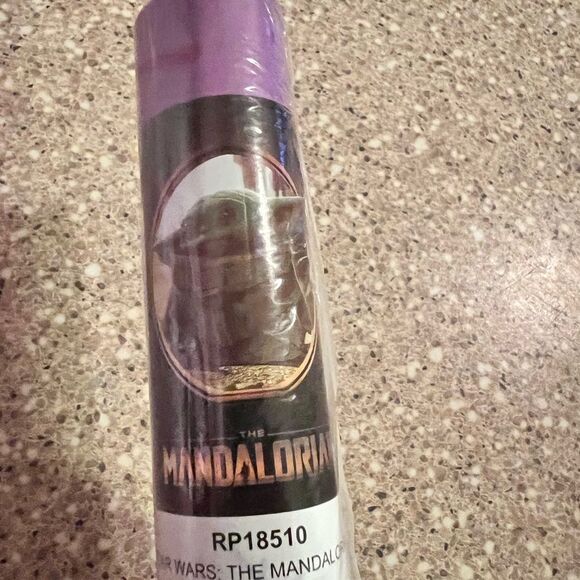 THE
MANDALORIA
RP18510
R WARS: THE MANDALO